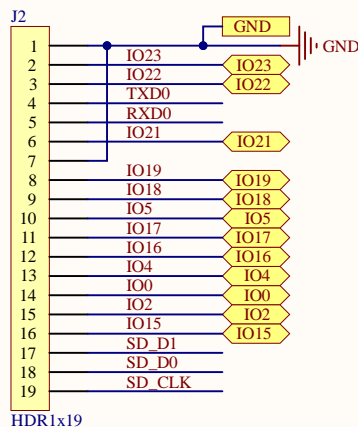 J2
GND
1 GND
2 IO23 IO23
3 IO22 IO22
4 TXD0
5 RXD0
6 IO21 IO21
7
8 IO19 IO19
9 IO18 IO18
10 IO5 IO5
11 IO17 IO17
12 IO16 IO16
13 IO4 IO4
14 IO0 IO0
15 IO2 IO2
16 IO15 IO15
17 SD_D1
18 SD_D0
19 SD_CLK
HDR1x19